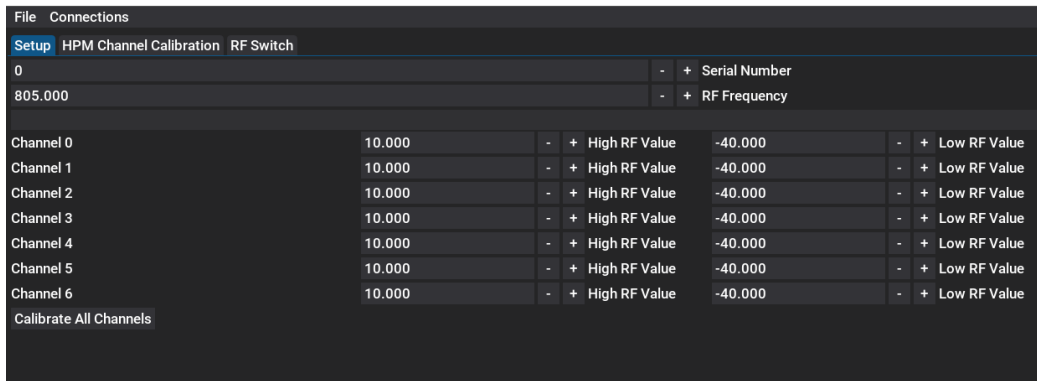 File Connections
Setup HPM Channel Calibration RF Switch
0 - + Serial Number
805.000 - + RF Frequency
Channel 0 10.000 - + High RF Value -40.000 - + Low RF Value
Channel 1 10.000 - + High RF Value -40.000 - + Low RF Value
Channel 2 10.000 - + High RF Value -40.000 - + Low RF Value
Channel 3 10.000 - + High RF Value -40.000 - + Low RF Value
Channel 4 10.000 - + High RF Value -40.000 - + Low RF Value
Channel 5 10.000 - + High RF Value -40.000 - + Low RF Value
Channel 6 10.000 - + High RF Value -40.000 - + Low RF Value
Calibrate All Channels